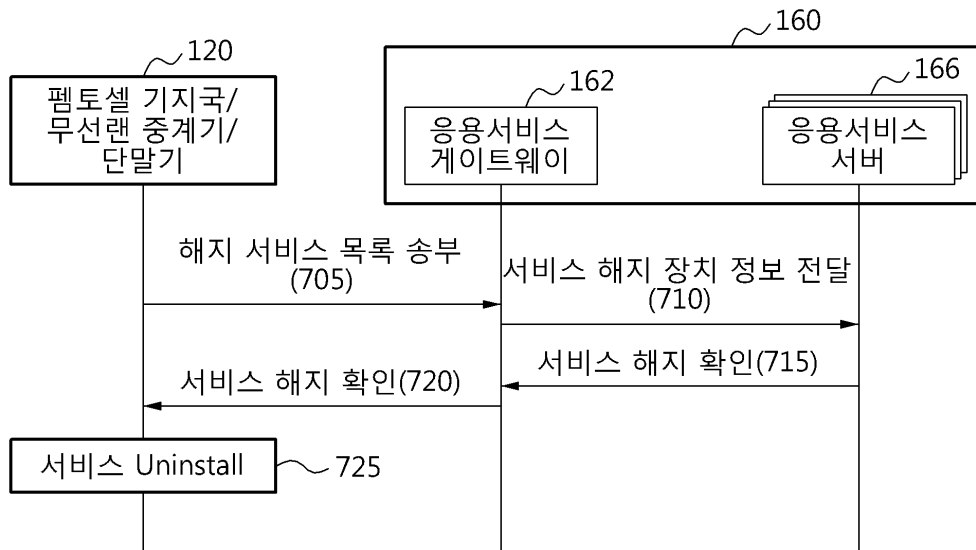 160
120
162
166
펨토셀 기지국/
무선랜 중계기/
단말기
응용서비스
게이트웨이
응용서비스
서버
해지 서비스 목록 송부
(705)
서비스 해지 장치 정보 전달
(710)
서비스 해지 확인(715)
서비스 해지 확인(720)
서비스 Uninstall
725